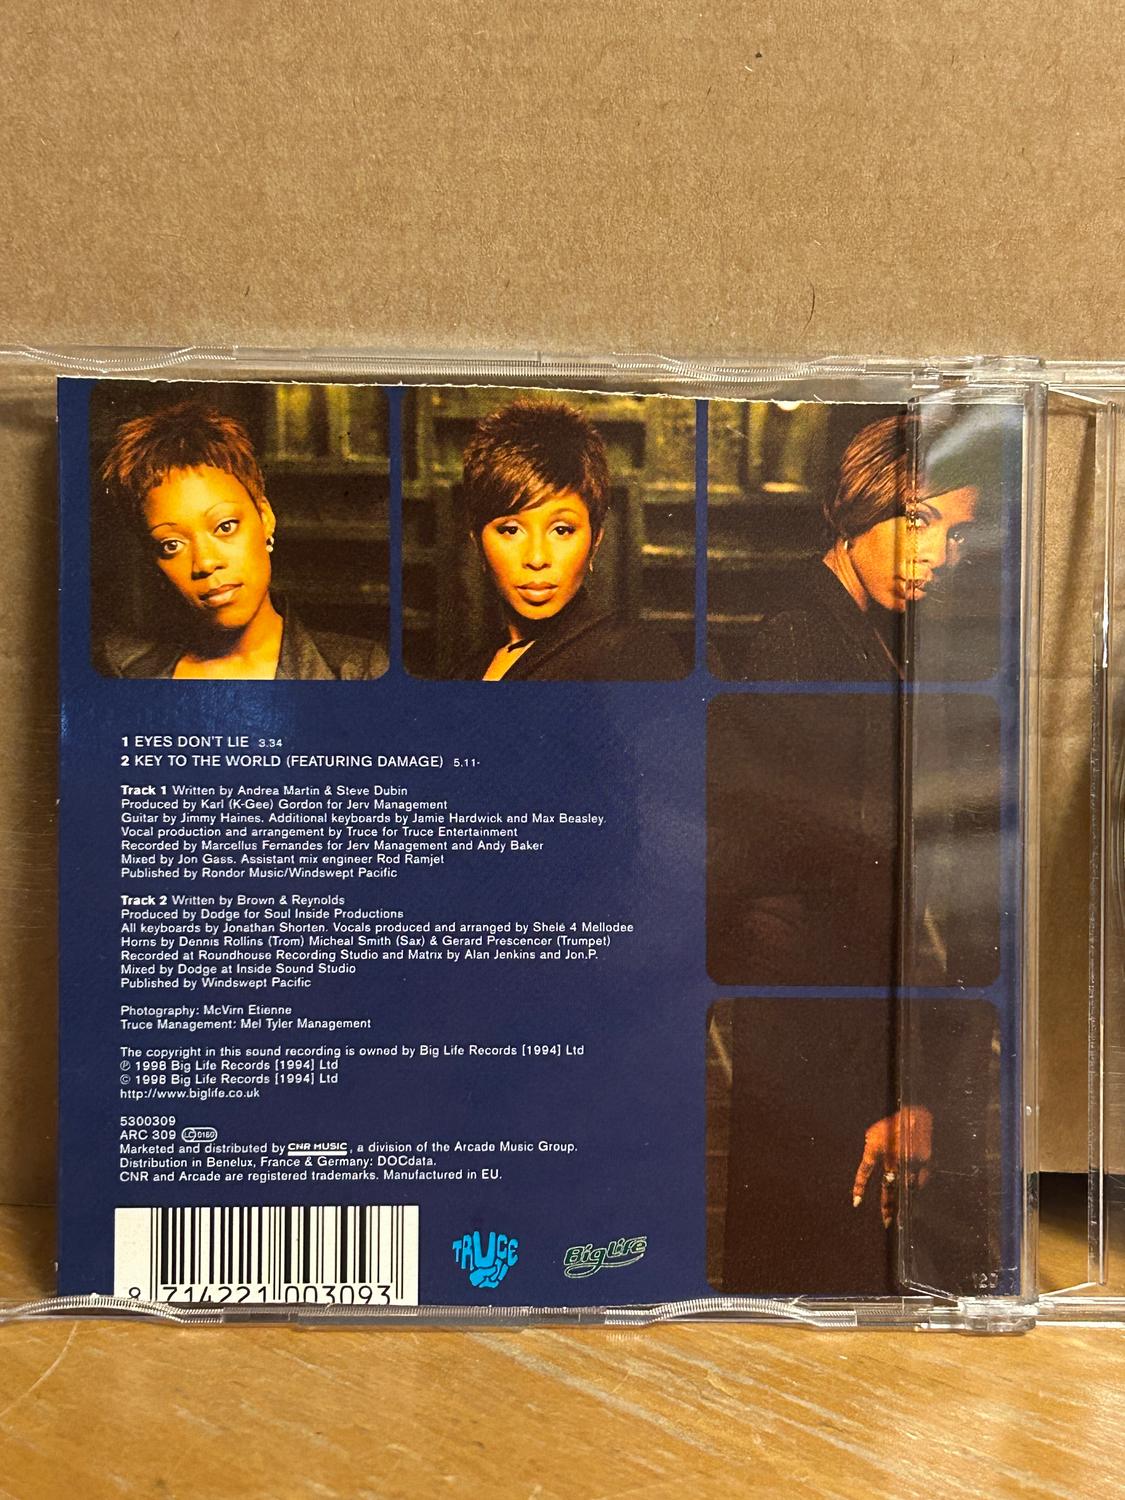 1 EYES DON'T LIE 3.34
2 KEY TO THE WORLD (FEATURING DAMAGE) 5.11
Track 1 Written by Andrea Martin & Steve Dubin
Produced by Karl (K-Gee) Gordon for Jerv Management
Guitar by Jimmy Haines. Additional keyboards by Jamie Hardwick and Max Beasley.
Vocal production and arrangement by Truce for Truce Entertainment
Recorded by Marcellus Fernandes for Jerv Management and Andy Baker
Mixed by Jon Gass. Assistant mix engineer Rod Ramjet
Published by Rondor Music/Windswept Pacific
Track 2 Written by Brown & Reynolds
Produced by Dodge for Soul Inside Productions
All keyboards by Jonathan Shorten. Vocals produced and arranged by Shele 4 Mellodee
Horns by Dennis Rollins (Trom) Micheal Smith (Sax) & Gerard Prescencer (Trumpet)
Recorded at Roundhouse Recording Studio and Matrix by Alan Jenkins and Jon.P.
Mixed by Dodge at Inside Sound Studio
Published by Windswept Pacific
Photography: McVirn Etienne
Truce Management: Mel Tyler Management
The copyright in this sound recording is owned by Big Life Records [1994] Ltd
℗ 1998 Big Life Records [1994] Ltd
© 1998 Big Life Records [1994] Ltd
http://www.biglife.co.uk
5300309
ARC 309 LC 0160
Marketed and distributed by CNR MUSIC, a division of the Arcade Music Group.
Distribution in Benelux, France & Germany: DOCdata.
CNR and Arcade are registered trademarks. Manufactured in EU.
8 714221 003093
TRUCE
Big Life